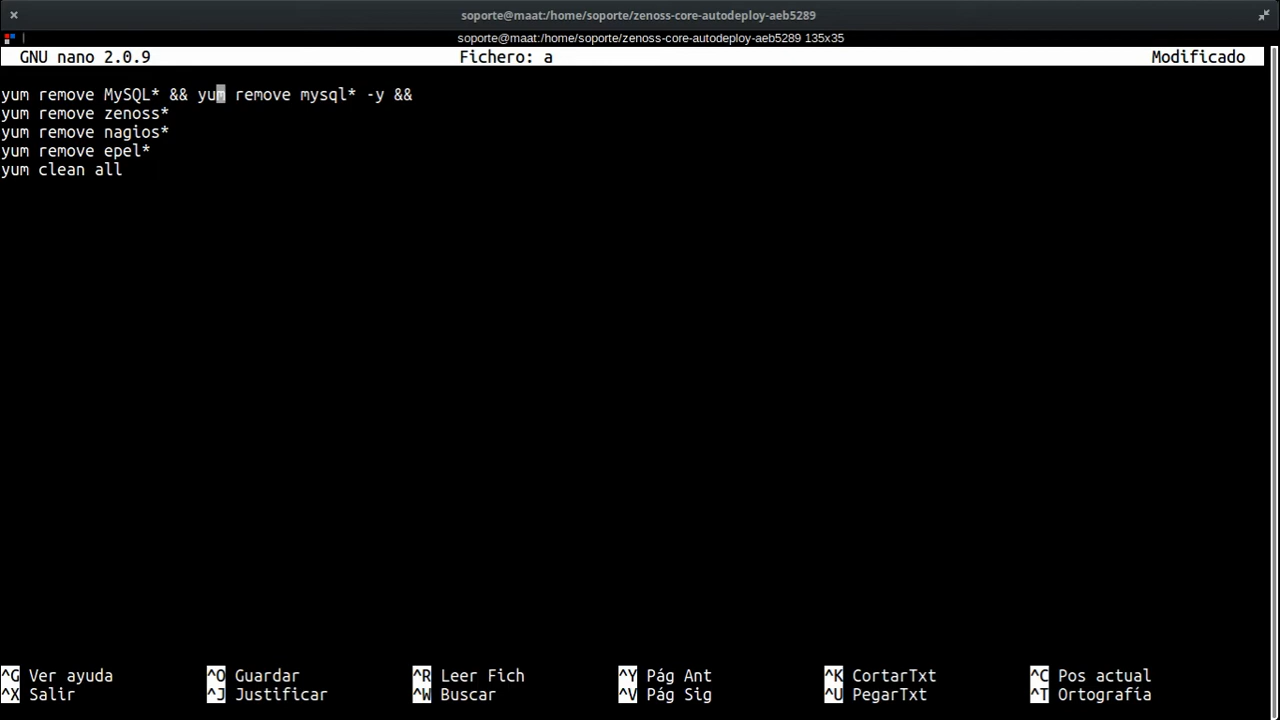 soporte@maat:/home/soporte/zenoss-core-autodeploy-aeb5289
soporte@maat:/home/soporte/zenoss-core-autodeploy-aeb5289 135x35
GNU nano 2.0.9 Fichero: a Modificado
yum remove MySQL* && yum remove mysql* -y &&
yum remove zenoss*
yum remove nagios*
yum remove epel*
yum clean all
^G Ver ayuda ^O Guardar ^R Leer Fich ^Y Pág Ant ^K CortarTxt ^C Pos actual
^X Salir ^J Justificar ^W Buscar ^V Pág Sig ^U PegarTxt ^T Ortografía